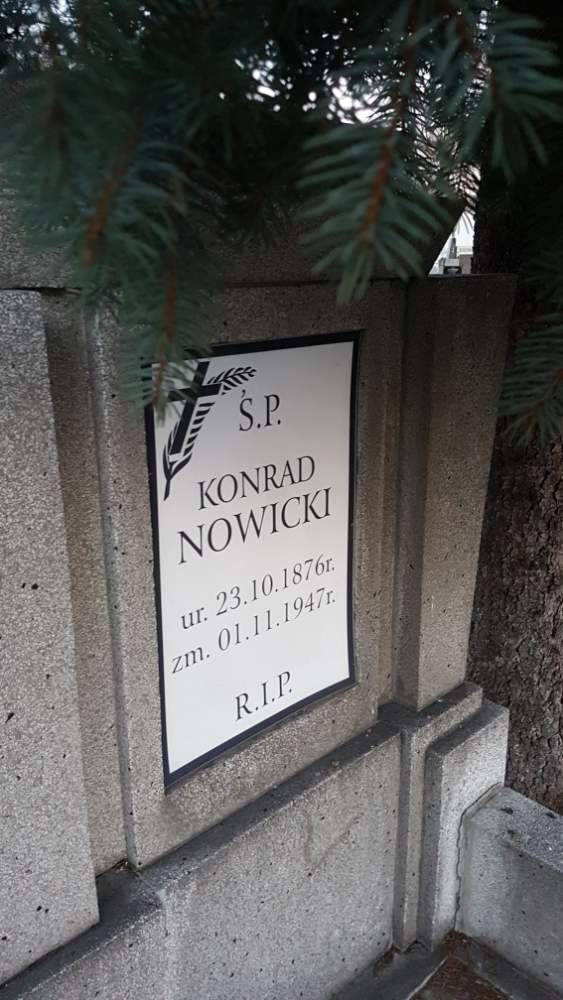 Ś.P.
KONRAD
NOWICKI
ur. 23.10.1876r.
zm. 01.11.1947r.
R.I.P.